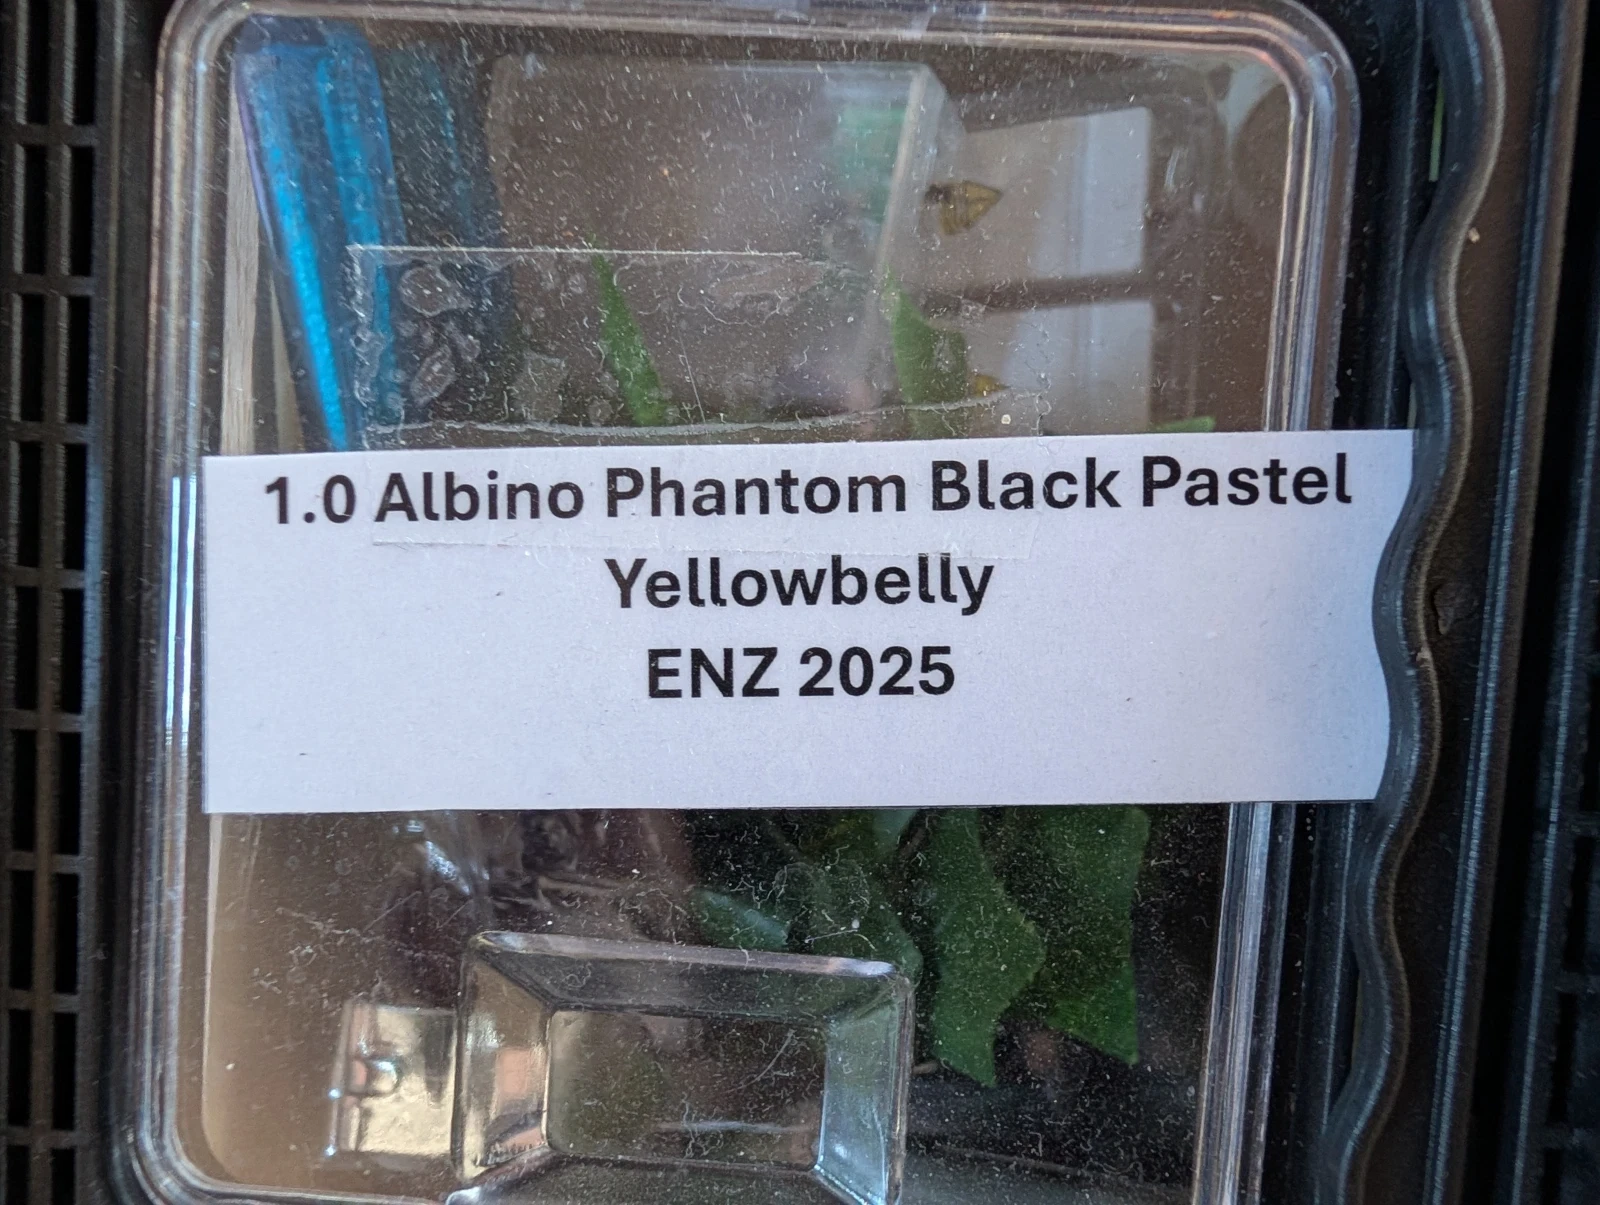 1.0 Albino Phantom Black Pastel
Yellowbelly
ENZ 2025